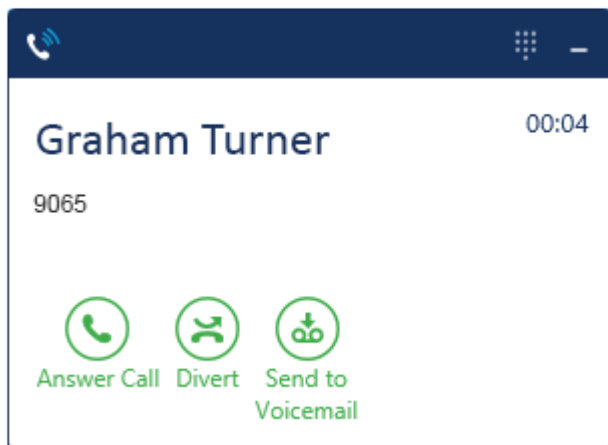 Graham Turner
00:04
9065
Answer Call
Divert
Send to
Voicemail